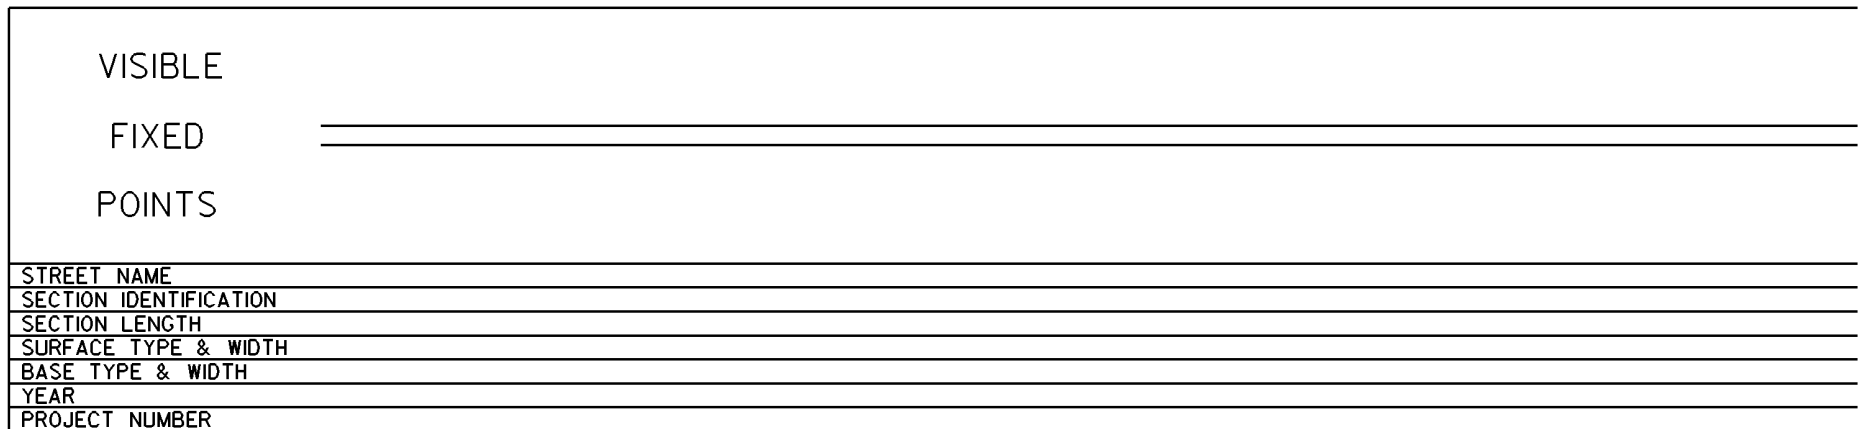 VISIBLE
FIXED
POINTS
STREET NAME
SECTION IDENTIFICATION
SECTION LENGTH
SURFACE TYPE & WIDTH
BASE TYPE & WIDTH
YEAR
PROJECT NUMBER